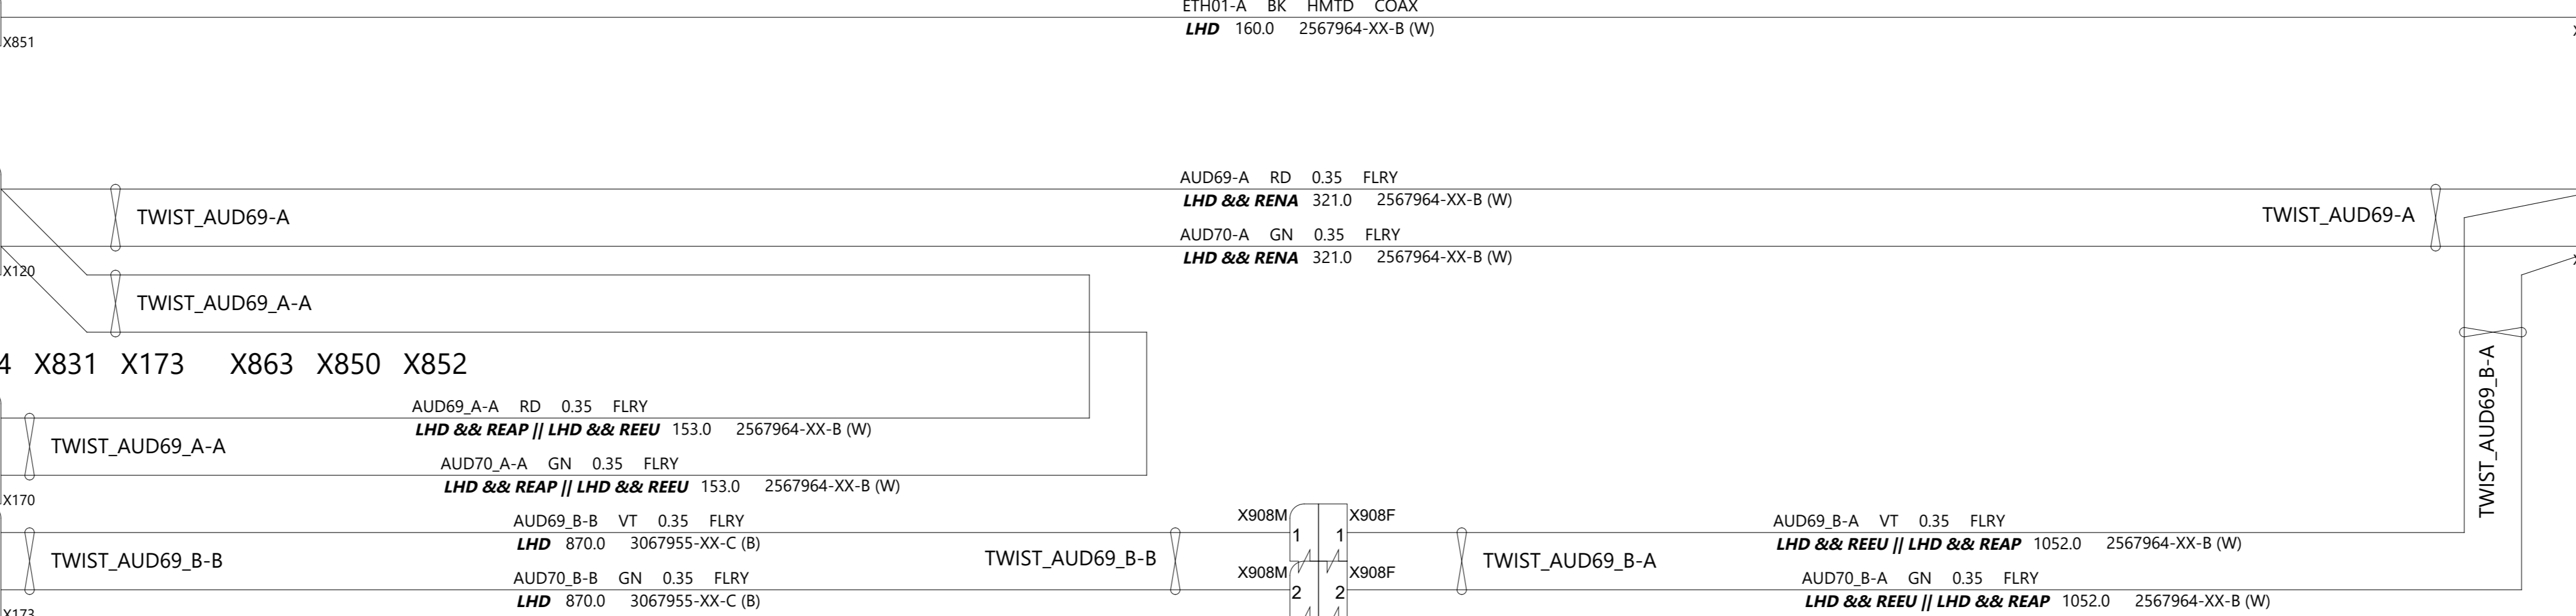 ETH01-A BK HMTD COAX
LHD 160.0 2567964-XX-B (W)
X851
AUD69-A RD 0.35 FLRY
LHD && RENA 321.0 2567964-XX-B (W)
TWIST_AUD69-A
TWIST_AUD69-A
AUD70-A GN 0.35 FLRY
LHD && RENA 321.0 2567964-XX-B (W)
X120
TWIST_AUD69_A-A
4 X831 X173 X863 X850 X852
TWIST_AUD69_B-A
AUD69_A-A RD 0.35 FLRY
LHD && REAP || LHD && REEU 153.0 2567964-XX-B (W)
TWIST_AUD69_A-A
AUD70_A-A GN 0.35 FLRY
LHD && REAP || LHD && REEU 153.0 2567964-XX-B (W)
X170
AUD69_B-B VT 0.35 FLRY
LHD 870.0 3067955-XX-C (B)
X908M
X908F
1 1
AUD69_B-A VT 0.35 FLRY
LHD && REEU || LHD && REAP 1052.0 2567964-XX-B (W)
TWIST_AUD69_B-B
TWIST_AUD69_B-B
TWIST_AUD69_B-A
AUD70_B-B GN 0.35 FLRY
LHD 870.0 3067955-XX-C (B)
X908M
X908F
2 2
AUD70_B-A GN 0.35 FLRY
LHD && REEU || LHD && REAP 1052.0 2567964-XX-B (W)
X173